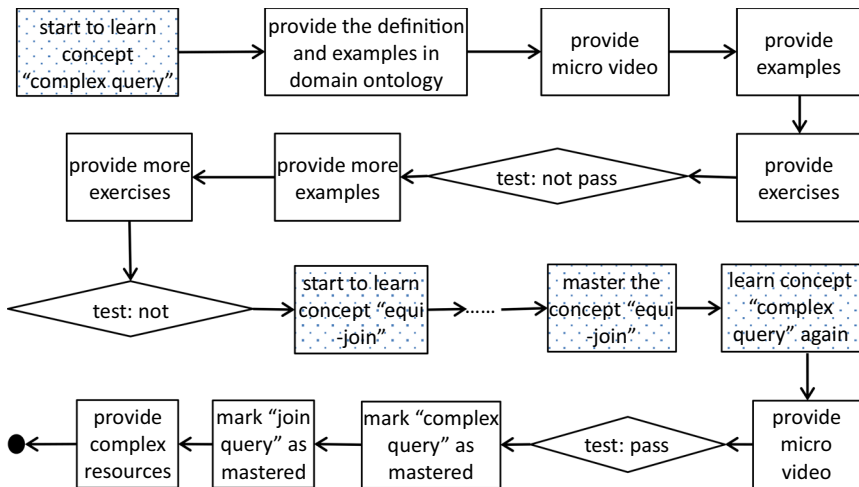 start to learn
concept
“complex query”
provide the definition
and examples in
domain ontology
provide
micro video
provide
examples
provide more
exercises
provide more
examples
test: not pass
provide
exercises
test: not
start to learn
concept “equi
-join”
......
master the
concept “equi
-join”
learn concept
“complex
query” again
provide
complex
resources
mark “join
query” as
mastered
mark “complex
query” as
mastered
test: pass
provide
micro
video